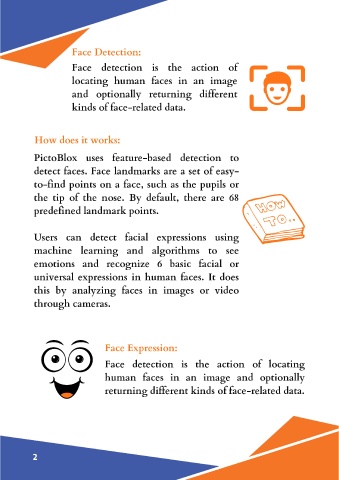 Face Detection:
Face detection is the action of
locating human faces in an image
and optionally returning different
kinds of face-related data.
How does it works:
PictoBlox uses feature-based detection to
detect faces. Face landmarks are a set of easy-
to-find points on a face, such as the pupils or
the tip of the nose. By default, there are 68
predefined landmark points.
HOW
TO..
Users can detect facial expressions using
machine learning and algorithms to see
emotions and recognize 6 basic facial or
universal expressions in human faces. It does
this by analyzing faces in images or video
through cameras.
Face Expression:
Face detection is the action of locating
human faces in an image and optionally
returning different kinds of face-related data.
2